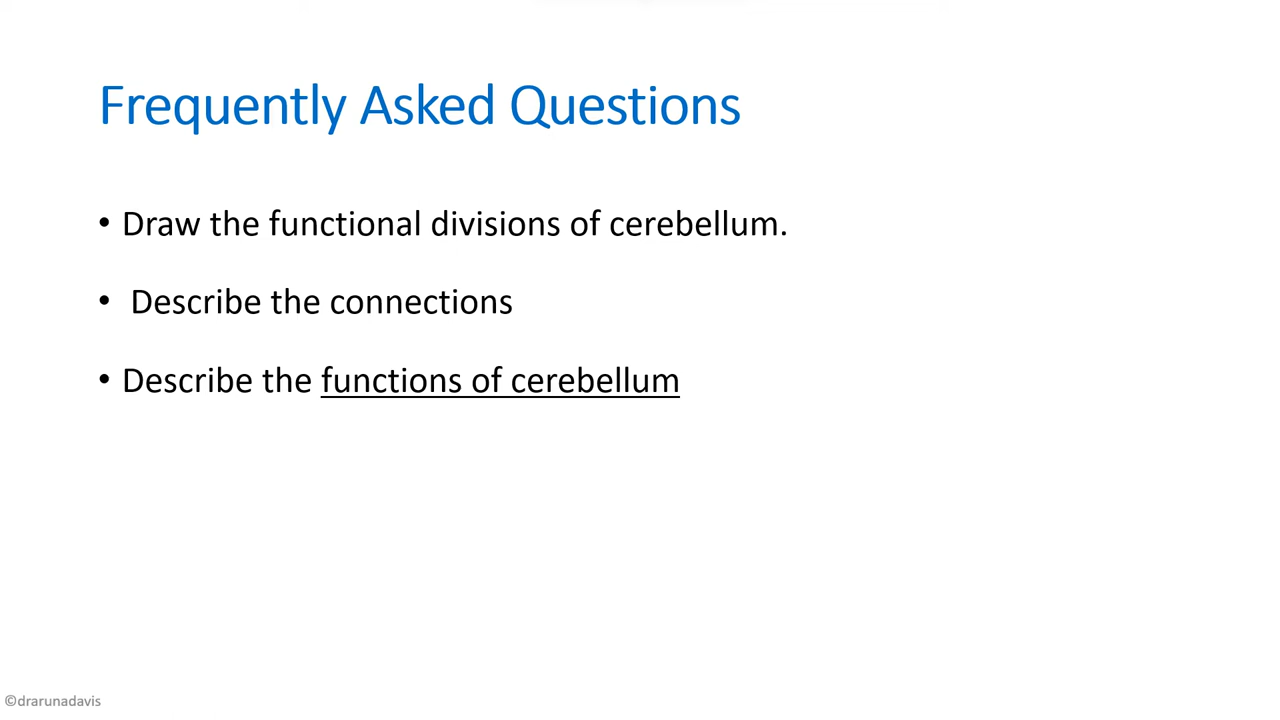 Frequently Asked Questions
• Draw the functional divisions of cerebellum.
• Describe the connections
• Describe the functions of cerebellum
©drarunadavis